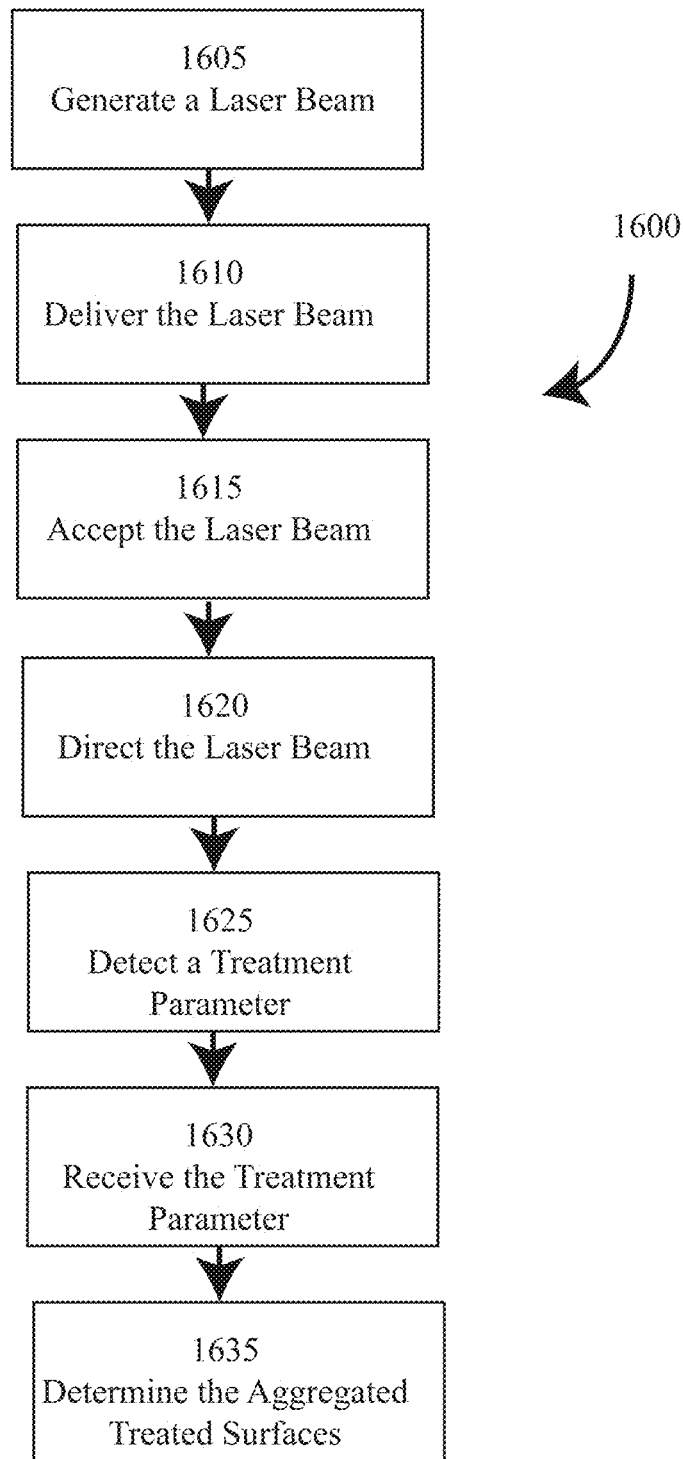 1605
Generate a Laser Beam
1610
Deliver the Laser Beam
1600
1615
Accept the Laser Beam
1620
Direct the Laser Beam
1625
Detect a Treatment
Parameter
1630
Receive the Treatment
Parameter
1635
Determine the Aggregated
Treated Surfaces